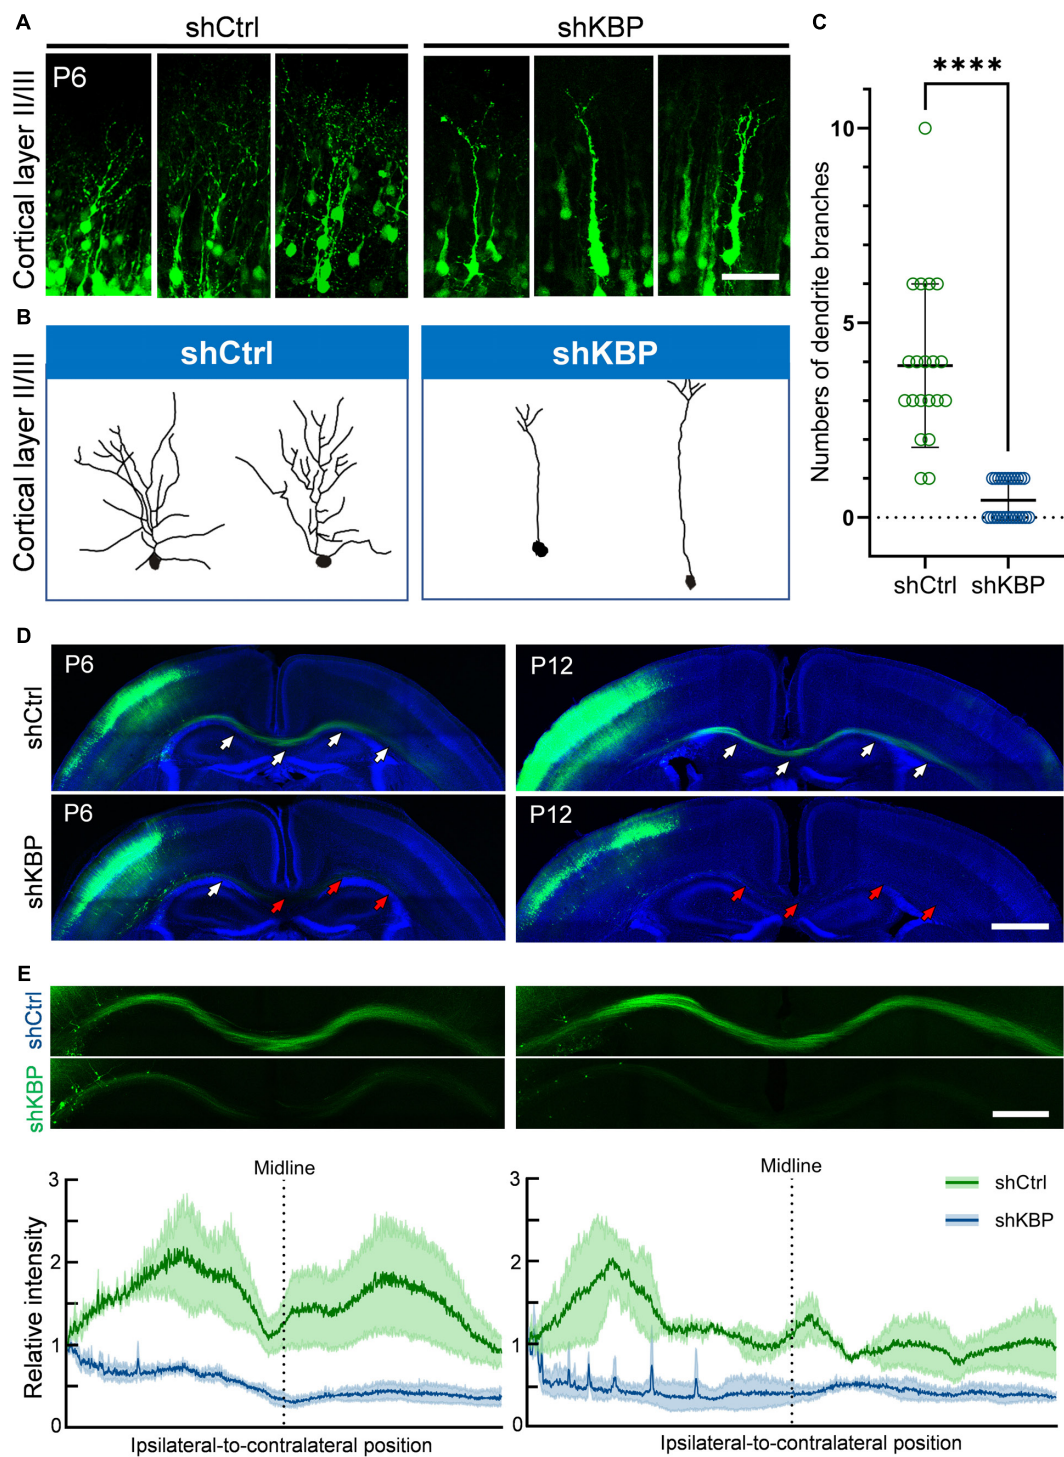 A
shCtrl
shKBP
Cortical layer II/III
P6
B
Cortical layer II/III
shCtrl
shKBP
C
****
Numbers of dendrite branches
10
5
0
shCtrl
shKBP
D
shCtrl
P6
P12
shKBP
P6
P12
E
shCtrl
shKBP
Midline
Midline
shCtrl
shKBP
Relative intensity
3
2
1
0
3
2
1
0
Ipsilateral-to-contralateral position
Ipsilateral-to-contralateral position